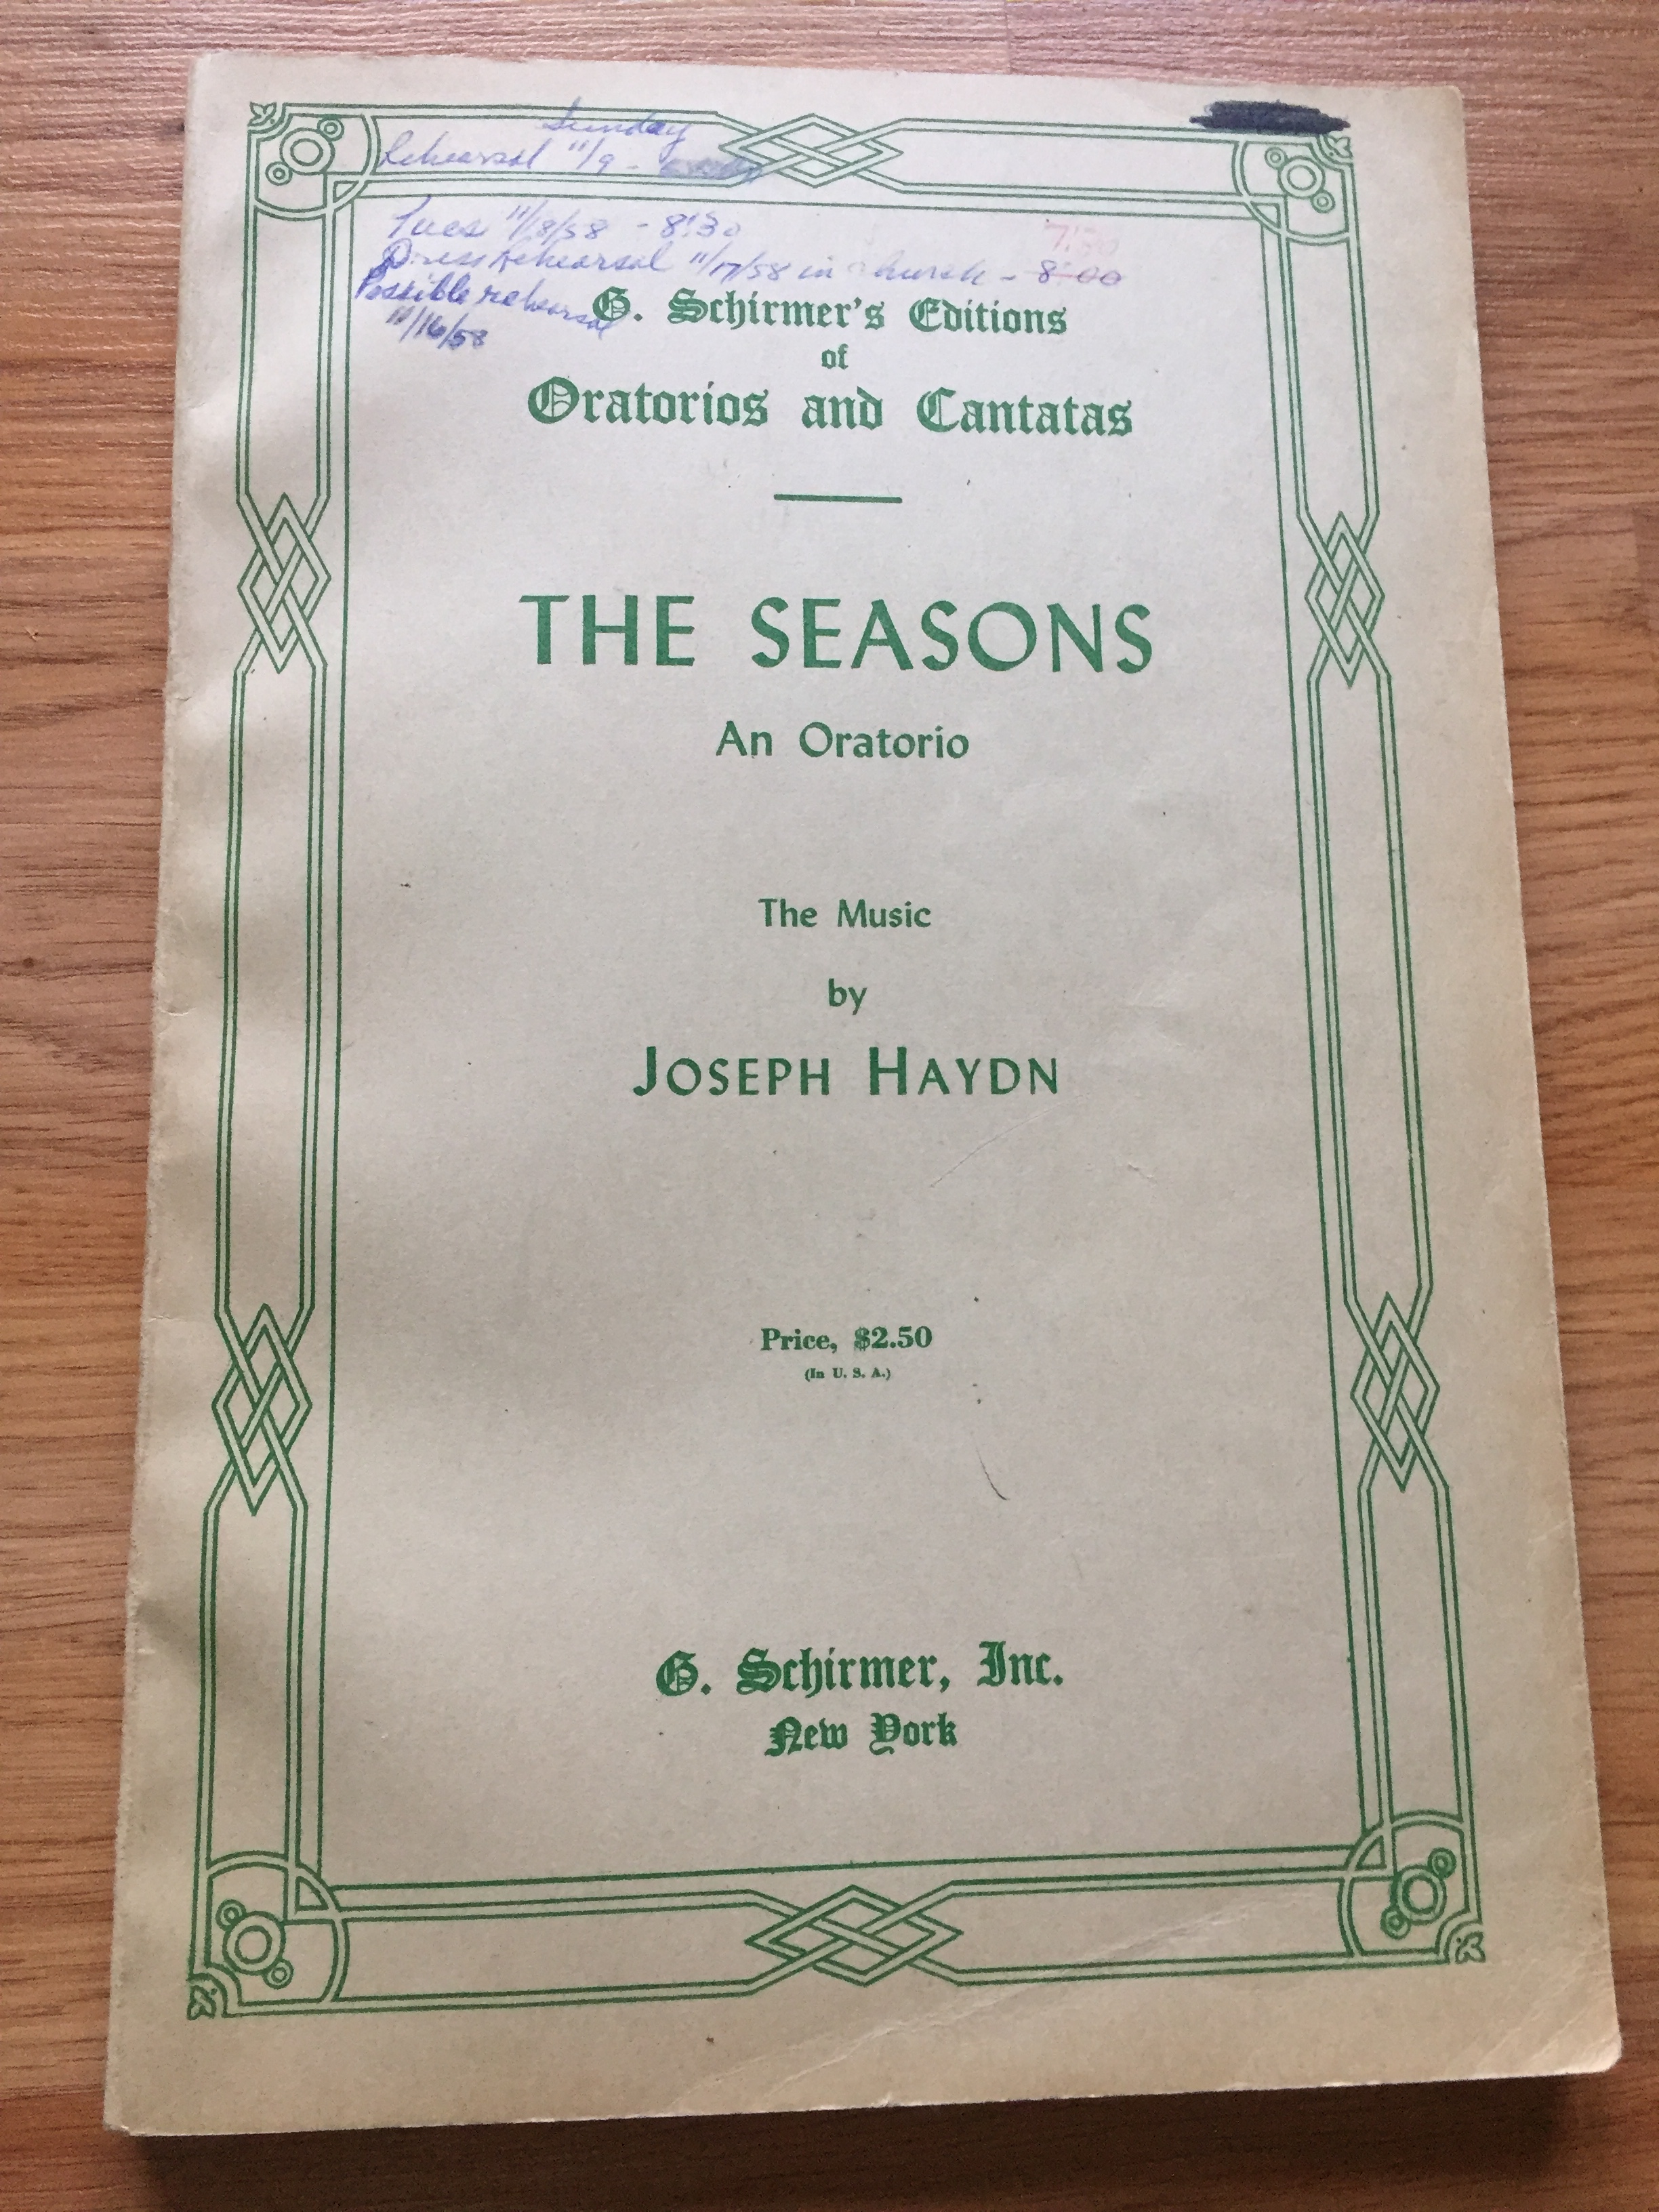 Sunday
Rehearsal 11/9 -
Tues 11/18/58 - 8:30
7:30
Dress Rehearsal 11/17/58 in Church - 8:00
Possible rehearsal
11/16/58
G. Schirmer's Editions
of
Oratorios and Cantatas
THE SEASONS
An Oratorio
The Music
by
JOSEPH HAYDN
Price, $2.50
(In U. S. A.)
G. Schirmer, Inc.
New York